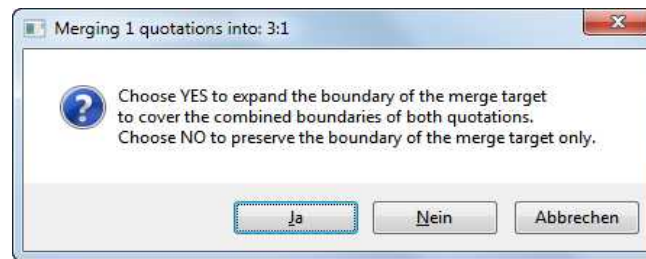 Merging 1 quotations into: 3:1
Choose YES to expand the boundary of the merge target
to cover the combined boundaries of both quotations.
Choose NO to preserve the boundary of the merge target only.
Ja Nein Abbrechen